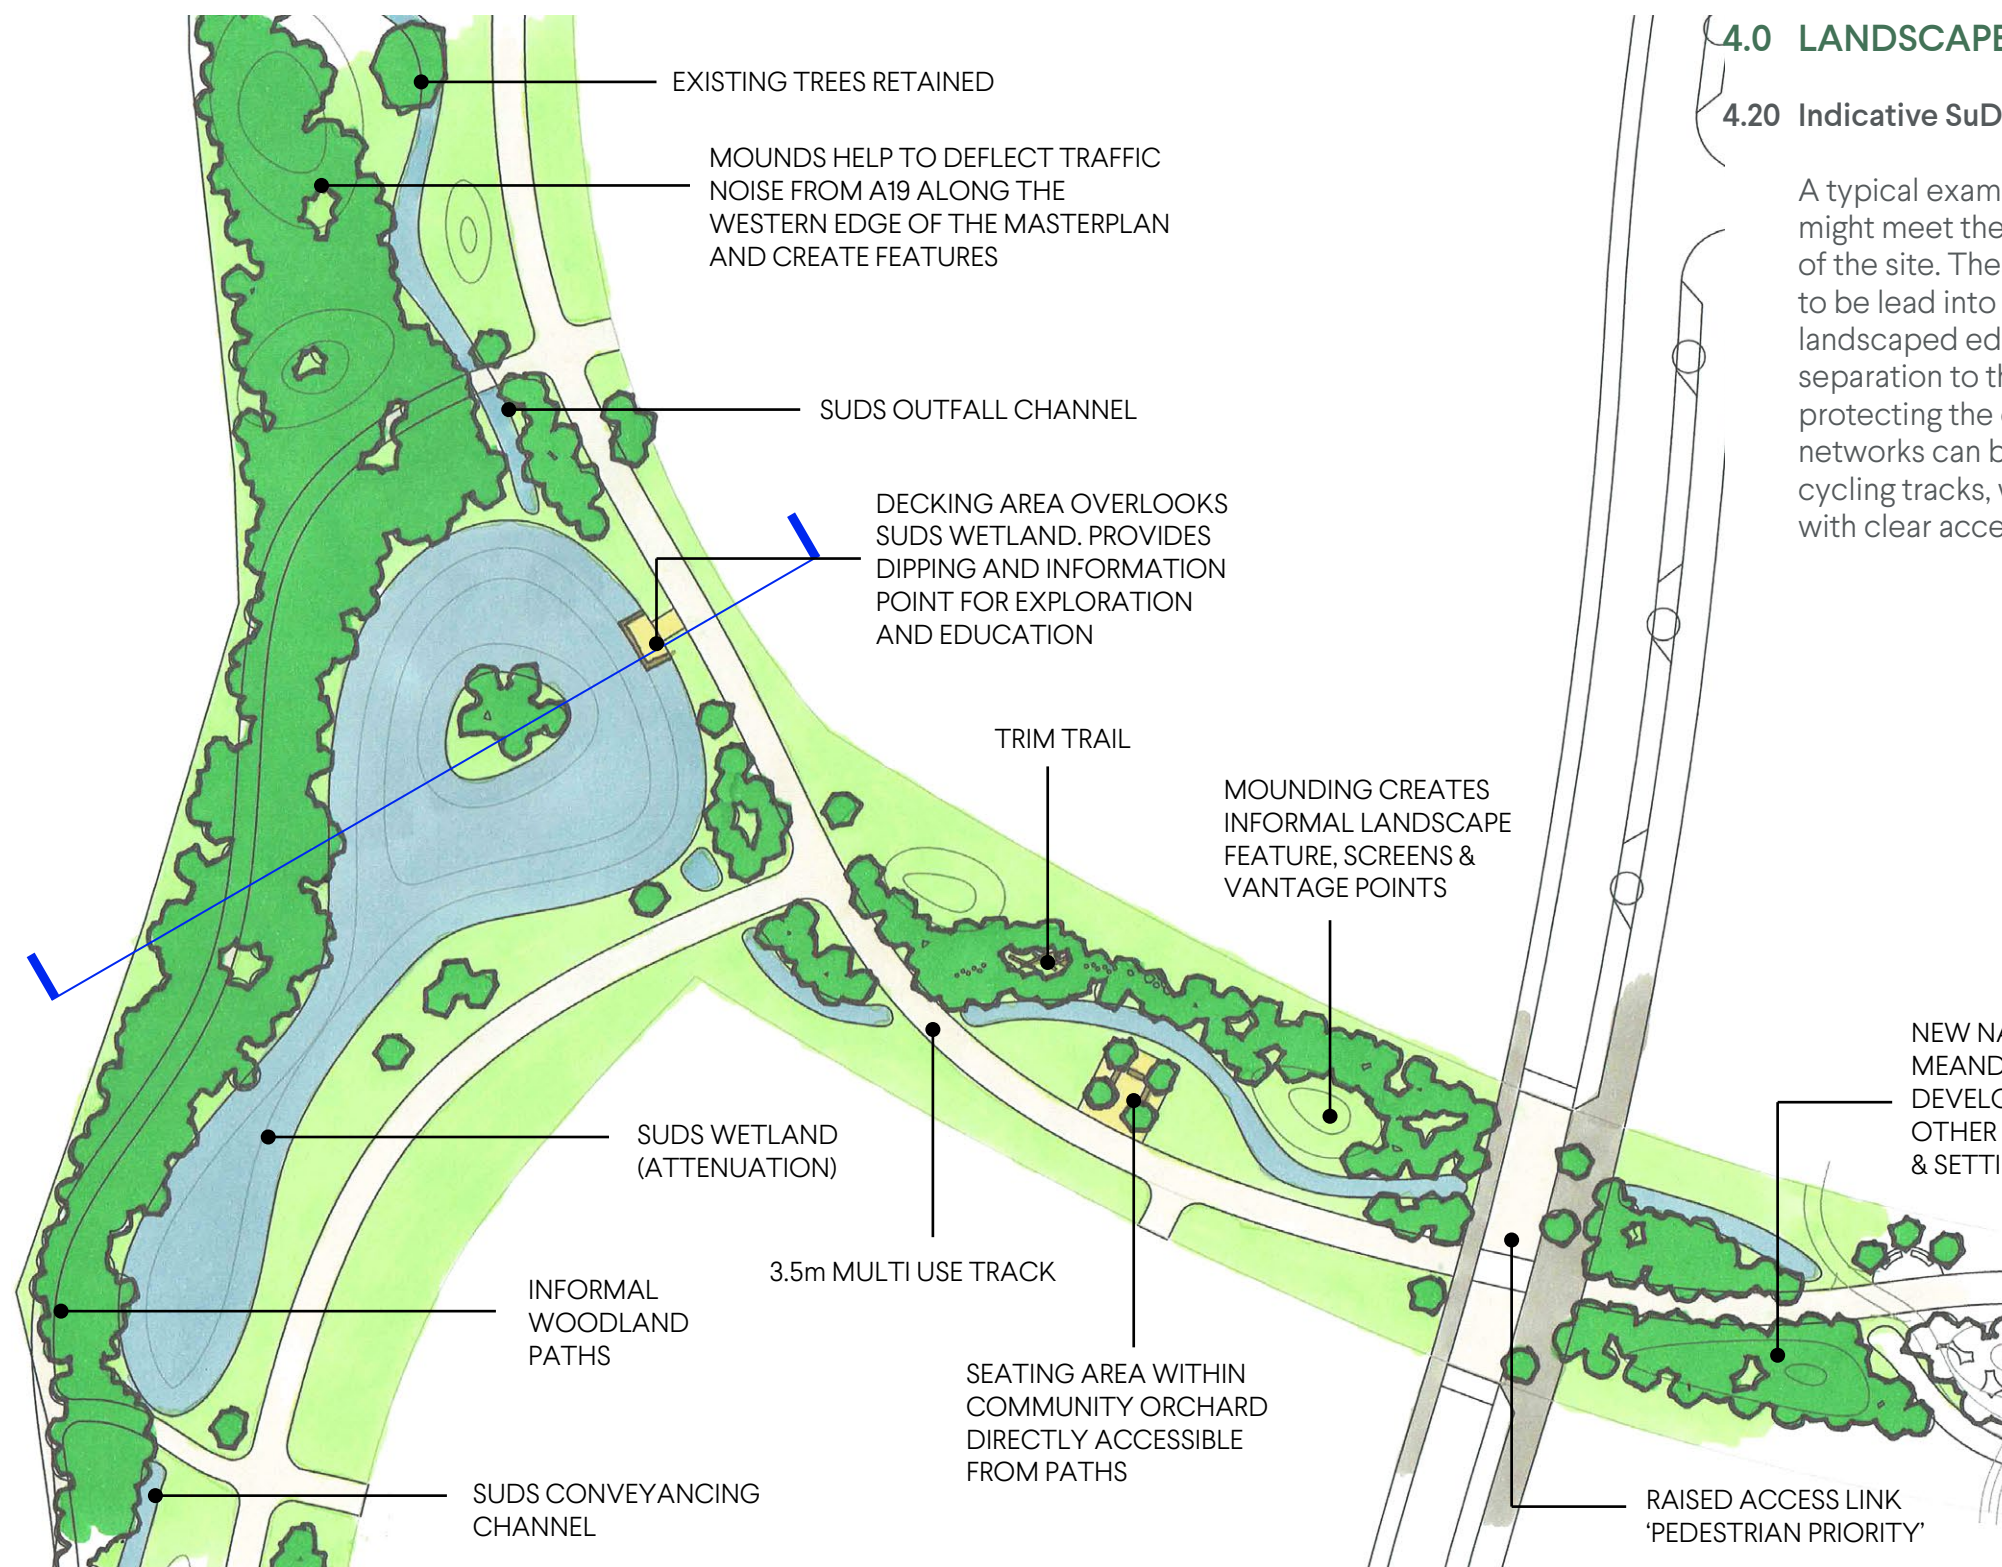 EXISTING TREES RETAINED
MOUNDS HELP TO DEFLECT TRAFFIC
NOISE FROM A19 ALONG THE
WESTERN EDGE OF THE MASTERPLAN
AND CREATE FEATURES
SUDS OUTFALL CHANNEL
DECKING AREA OVERLOOKS
SUDS WETLAND. PROVIDES
DIPPING AND INFORMATION
POINT FOR EXPLORATION
AND EDUCATION
TRIM TRAIL
MOUNDING CREATES
INFORMAL LANDSCAPE
FEATURE, SCREENS &
VANTAGE POINTS
SUDS WETLAND
(ATTENUATION)
3.5m MULTI USE TRACK
INFORMAL
WOODLAND
PATHS
SEATING AREA WITHIN
COMMUNITY ORCHARD
DIRECTLY ACCESSIBLE
FROM PATHS
SUDS CONVEYANCING
CHANNEL
RAISED ACCESS LINK
‘PEDESTRIAN PRIORITY’
4.0 LANDSCAPE
4.20 Indicative SuD
A typical exam
might meet the
of the site. The
to be lead into
landscaped ed
separation to th
protecting the
networks can b
cycling tracks, v
with clear acce
NEW NA
MEAND
DEVELO
OTHER
& SETTI